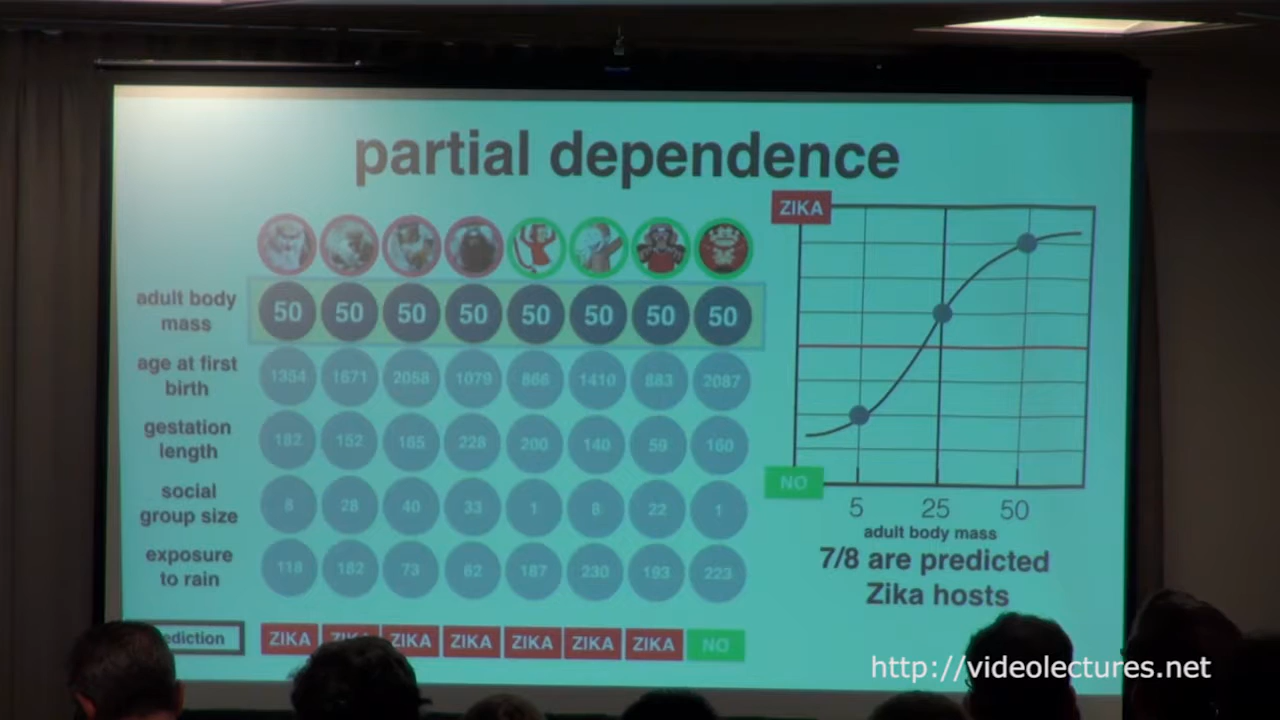 partial dependence
adult body
mass
50 50 50 50 50 50 50 50
age at first
birth
1354 1671 2058 1079 866 1410 883 2087
gestation
length
182 152 165 228 200 140 59 160
social
group size
8 28 40 33 1 8 22 1
exposure
to rain
118 182 73 62 187 230 193 223
ZIKA ZIKA ZIKA ZIKA ZIKA ZIKA ZIKA NO
ZIKA
NO
5 25 50
adult body mass
7/8 are predicted
Zika hosts
http://videolectures.net